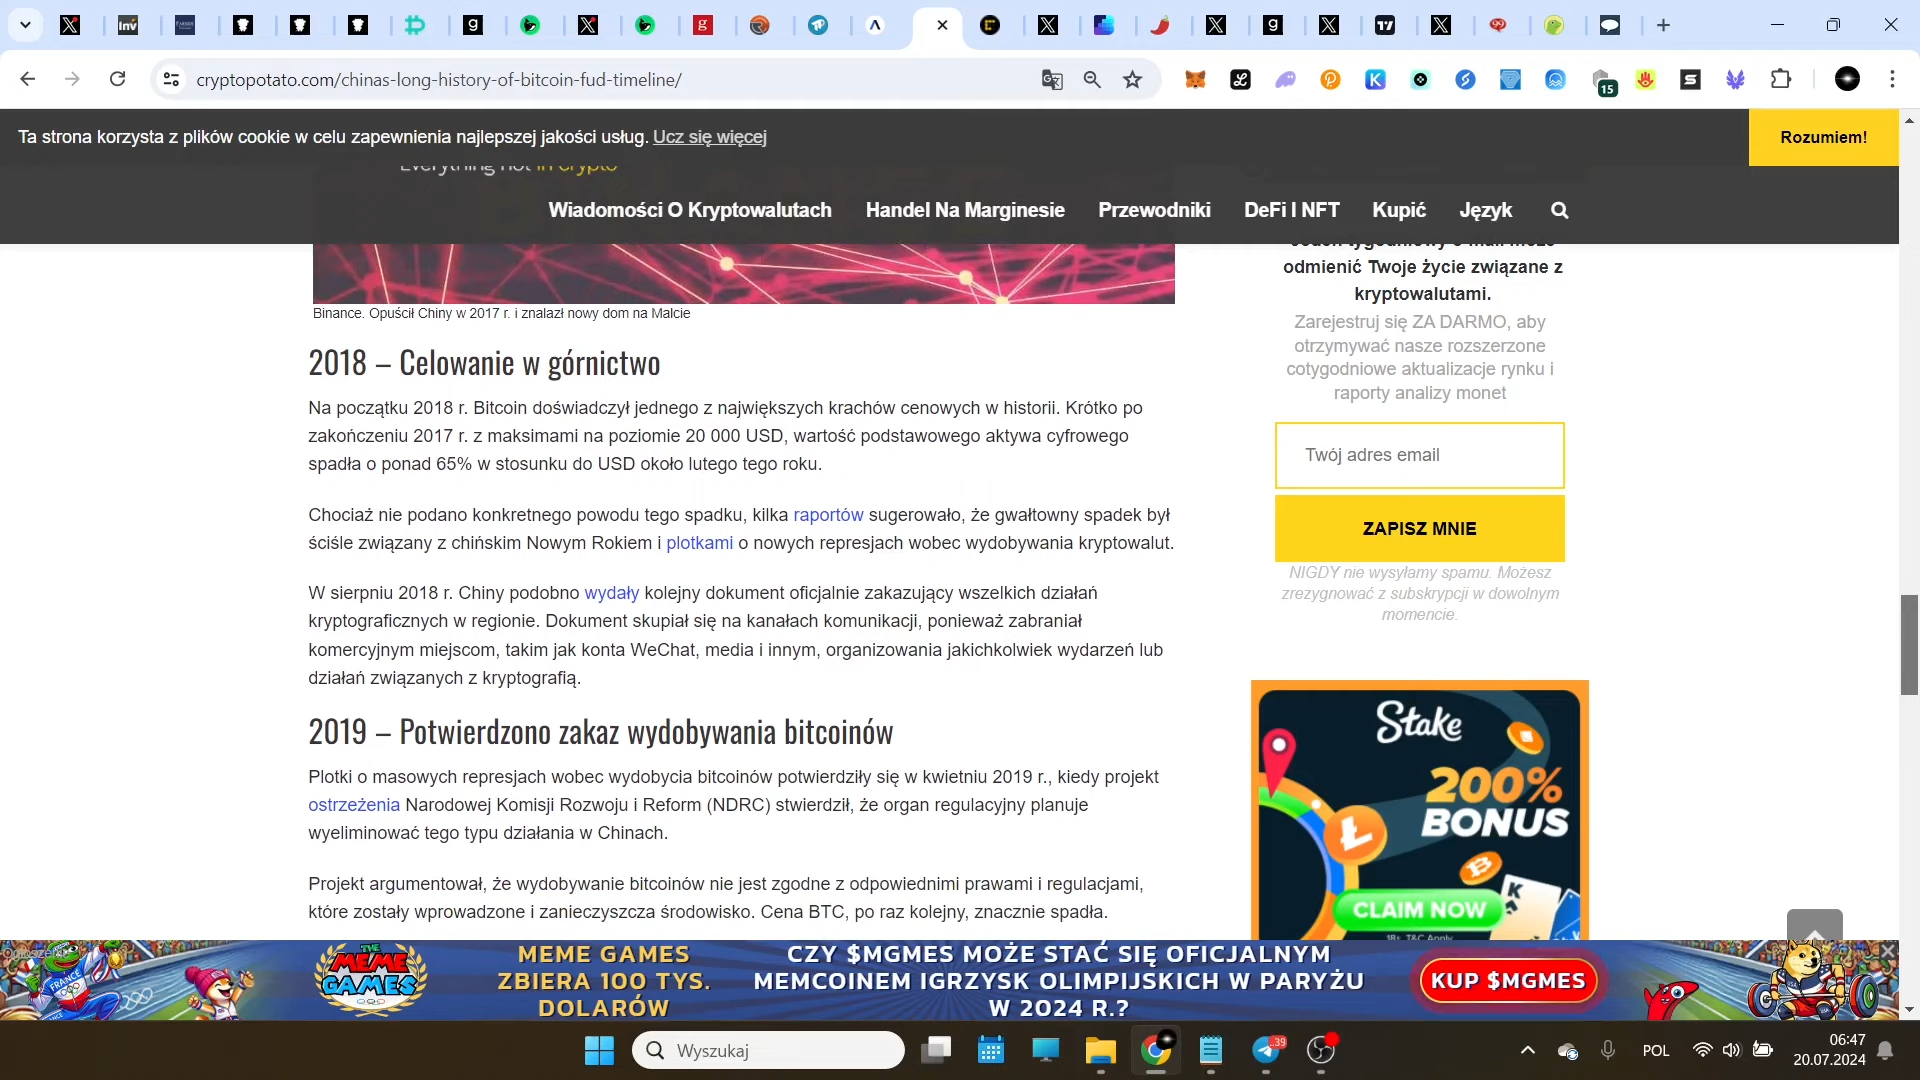 cryptopotato.com/chinas-long-history-of-bitcoin-fud-timeline/
15
Ta strona korzysta z plików cookie w celu zapewnienia najlepszej jakości usług. Ucz się więcej
Rozumiem!
in crypto
Wiadomości O Kryptowalutach
Handel Na Marginesie
Przewodniki
DeFi I NFT
Kupić
Język
Binance. Opuścił Chiny w 2017 r. i znalazł nowy dom na Malcie
2018 – Celowanie w górnictwo
Na początku 2018 r. Bitcoin doświadczył jednego z największych krachów cenowych w historii. Krótko po
zakończeniu 2017 r. z maksimami na poziomie 20 000 USD, wartość podstawowego aktywa cyfrowego
spadła o ponad 65% w stosunku do USD około lutego tego roku.
Chociaż nie podano konkretnego powodu tego spadku, kilka raportów sugerowało, że gwałtowny spadek był
ściśle związany z chińskim Nowym Rokiem i plotkami o nowych represjach wobec wydobywania kryptowalut.
W sierpniu 2018 r. Chiny podobno wydały kolejny dokument oficjalnie zakazujący wszelkich działań
kryptograficznych w regionie. Dokument skupiał się na kanałach komunikacji, ponieważ zabraniał
komercyjnym miejscom, takim jak konta WeChat, media i innym, organizowania jakichkolwiek wydarzeń lub
działań związanych z kryptografią.
2019 – Potwierdzono zakaz wydobywania bitcoinów
Plotki o masowych represjach wobec wydobycia bitcoinów potwierdziły się w kwietniu 2019 r., kiedy projekt
ostrzeżenia Narodowej Komisji Rozwoju i Reform (NDRC) stwierdził, że organ regulacyjny planuje
wyeliminować tego typu działania w Chinach.
Projekt argumentował, że wydobywanie bitcoinów nie jest zgodne z odpowiednimi prawami i regulacjami,
które zostały wprowadzone i zanieczyszcza środowisko. Cena BTC, po raz kolejny, znacznie spadła.
odmienić Twoje życie związane z
kryptowalutami.
Zarejestruj się ZA DARMO, aby
otrzymywać nasze rozszerzone
cotygodniowe aktualizacje rynku i
raporty analizy monet
Twój adres email
ZAPISZ MNIE
NIGDY nie wysyłamy spamu. Możesz
zrezygnować z subskrypcji w dowolnym
momencie.
Stake
200%
BONUS
CLAIM NOW
18+. T&C Apply
THE
MEME
GAMES
FRANCE
MEME GAMES
ZBIERA 100 TYS.
DOLARÓW
CZY $MGMES MOŻE STAĆ SIĘ OFICJALNYM
MEMCOINEM IGRZYSK OLIMPIJSKICH W PARYŻU
W 2024 R.?
KUP $MGMES
Wyszukaj
39
POL
06:47
20.07.2024